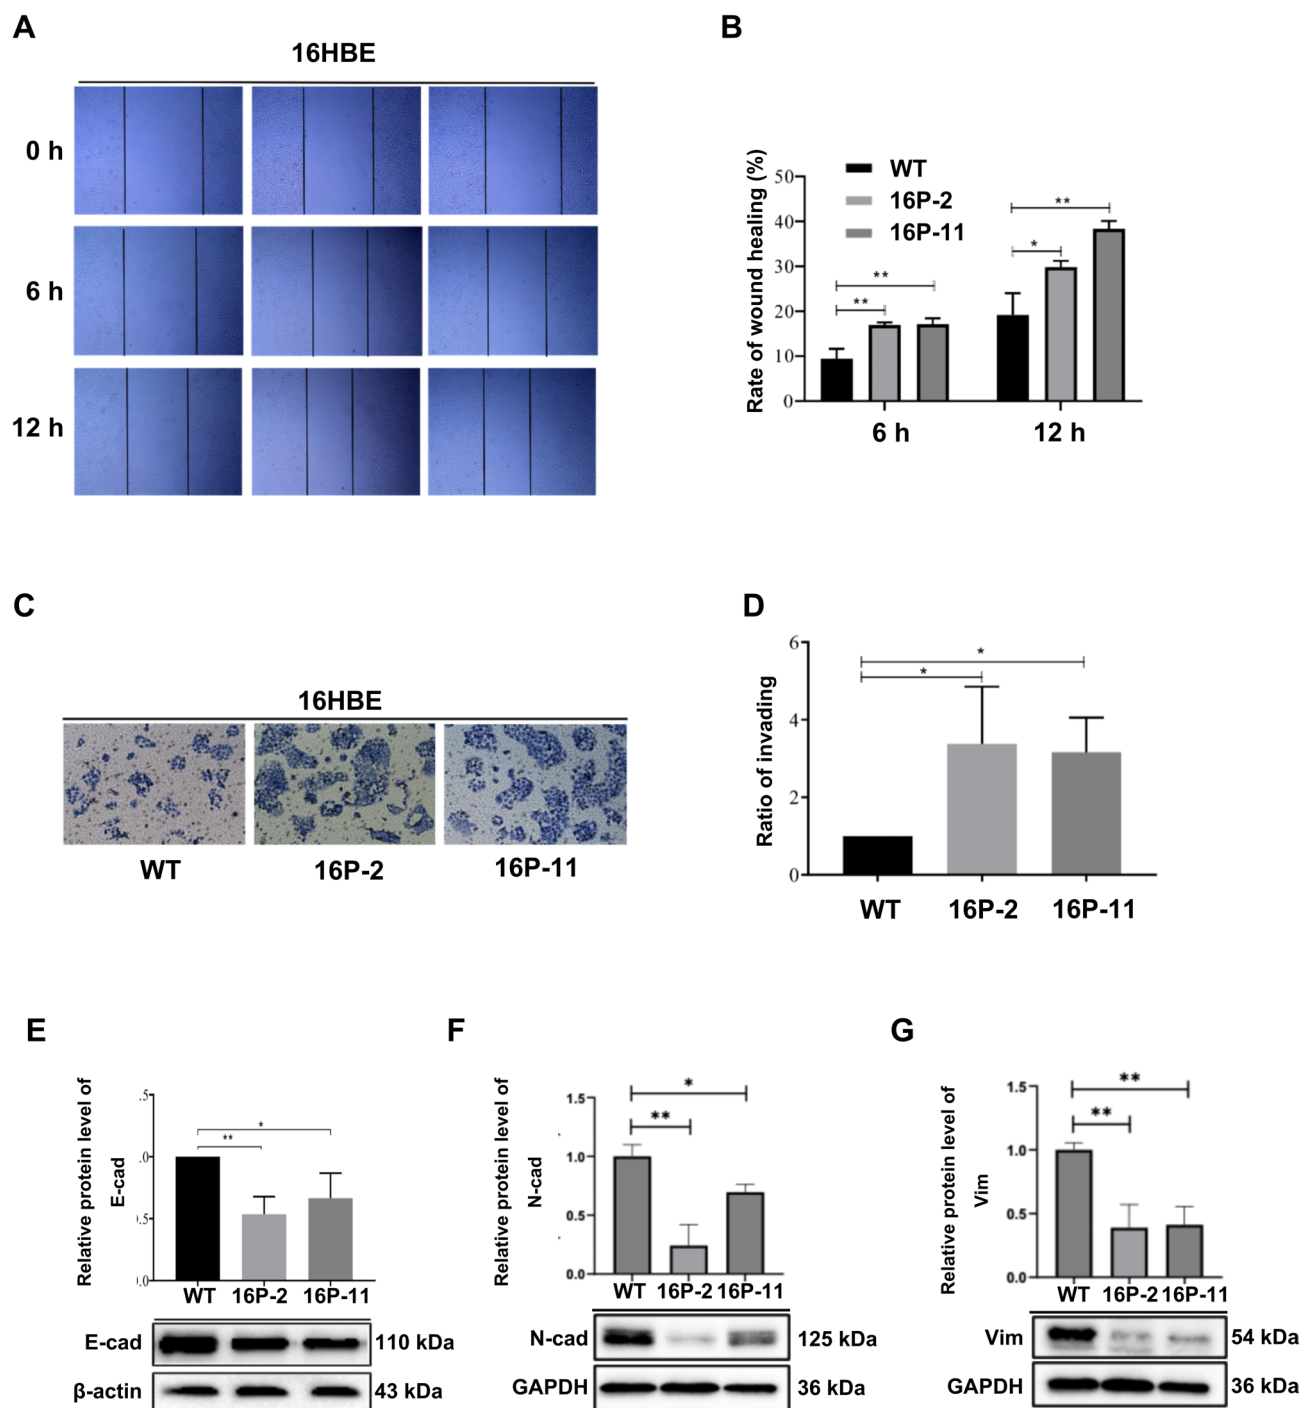 A
16HBE
0 h
6 h
12 h
B
Rate of wound healing (%)
50
40
30
20
10
0
WT
16P-2
16P-11
**
**
*
**
6 h
12 h
C
16HBE
WT
16P-2
16P-11
D
Ratio of invading
6
4
2
0
*
*
WT
16P-2
16P-11
E
Relative protein level of
E-cad
.5
.0
.5
).0
*
**
WT
16P-2
16P-11
E-cad
110 kDa
β-actin
43 kDa
F
Relative protein level of
N-cad
1.5
1.0
0.5
0.0
*
**
WT
16P-2
16P-11
N-cad
125 kDa
GAPDH
36 kDa
G
Relative protein level of
Vim
1.5
1.0
0.5
0.0
**
**
WT
16P-2
16P-11
Vim
54 kDa
GAPDH
36 kDa